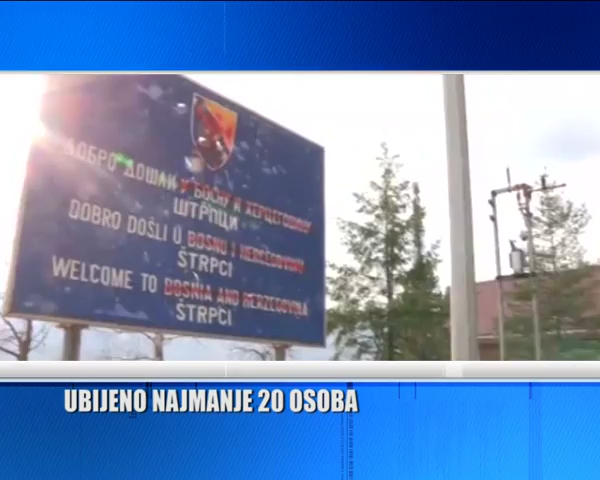 ДОБРО ДОШЛИ У БОСНУ И ХЕРЦЕГОВИНУ
ШТРПЦИ
DOBRO DOŠLI U BOSNU I HERCEGOVINU
ŠTRPCI
WELCOME TO BOSNIA AND HERZEGOVINA
ŠTRPCI
UBIJENO NAJMANJE 20 OSOBA